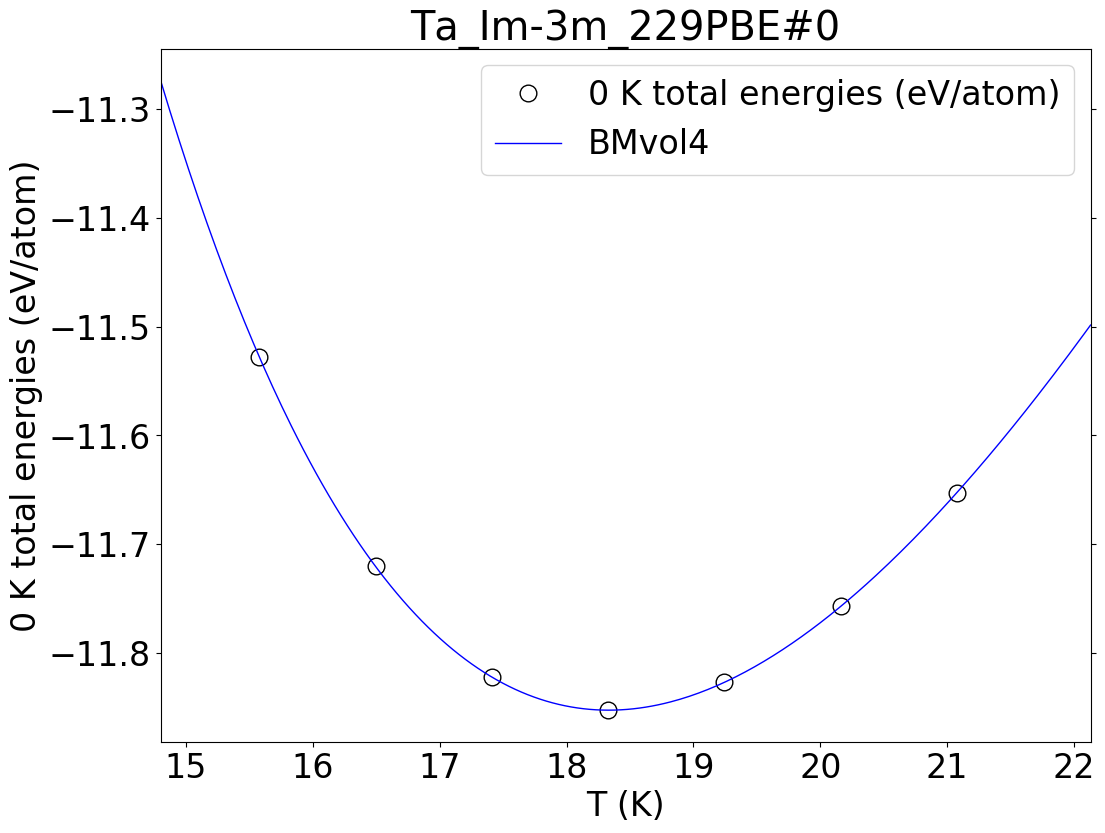 Ta_Im-3m_229PBE#0
0 K total energies (eV/atom)
BMvol4
0 K total energies (eV/atom)
−11.3
−11.4
−11.5
−11.6
−11.7
−11.8
15 16 17 18 19 20 21 22
T (K)